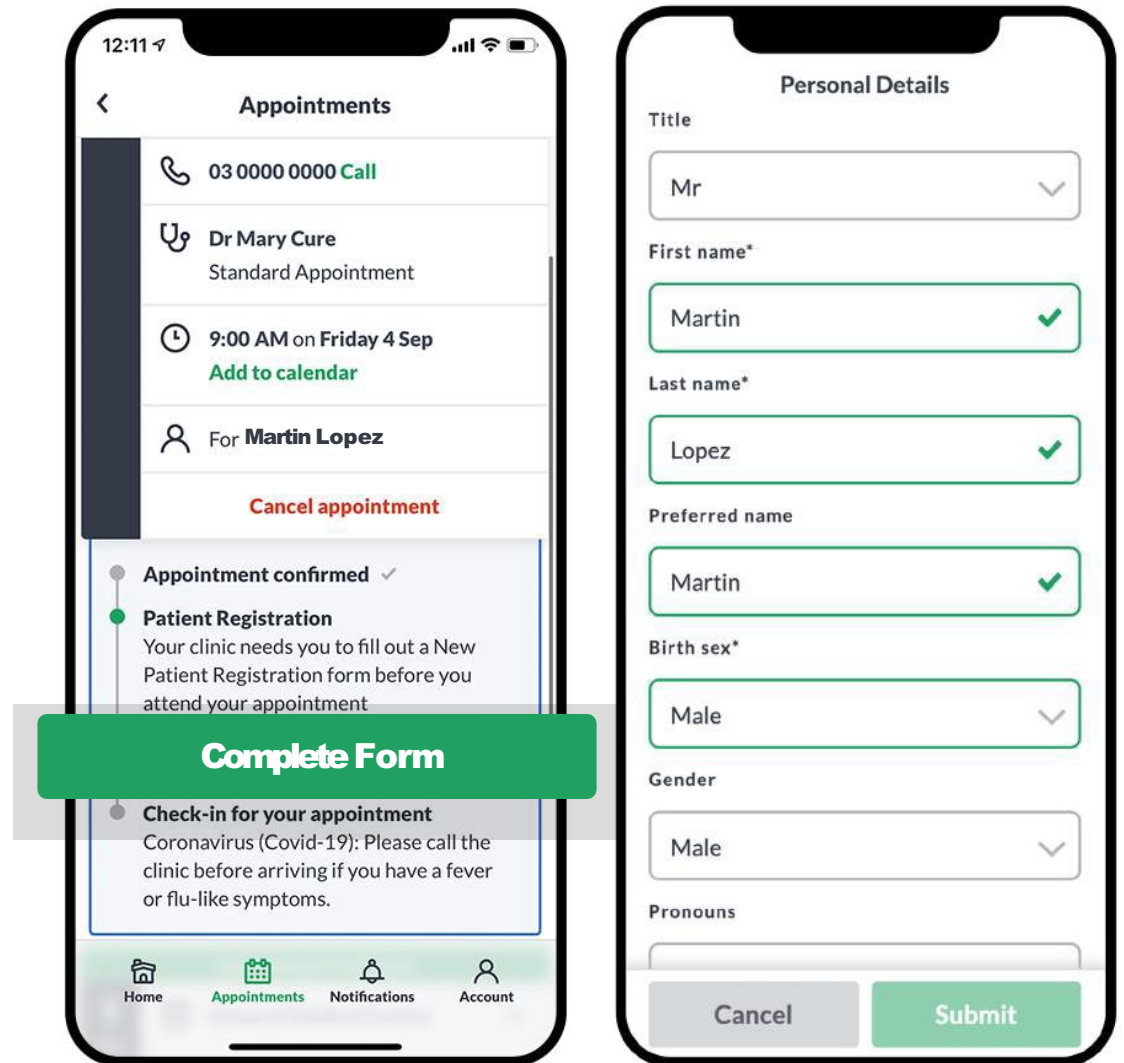 12:11
Appointments
03 0000 0000 Call
Dr Mary Cure
Standard Appointment
9:00 AM on Friday 4 Sep
Add to calendar
For Martin Lopez
Cancel appointment
Appointment confirmed
Patient Registration
Your clinic needs you to fill out a New
Patient Registration form before you
attend your appointment
Complete Form
Check-in for your appointment
Coronavirus (Covid-19): Please call the
clinic before arriving if you have a fever
or flu-like symptoms.
Home Appointments Notifications Account
Personal Details
Title
Mr
First name*
Martin
Last name*
Lopez
Preferred name
Martin
Birth sex*
Male
Gender
Male
Pronouns
Cancel Submit